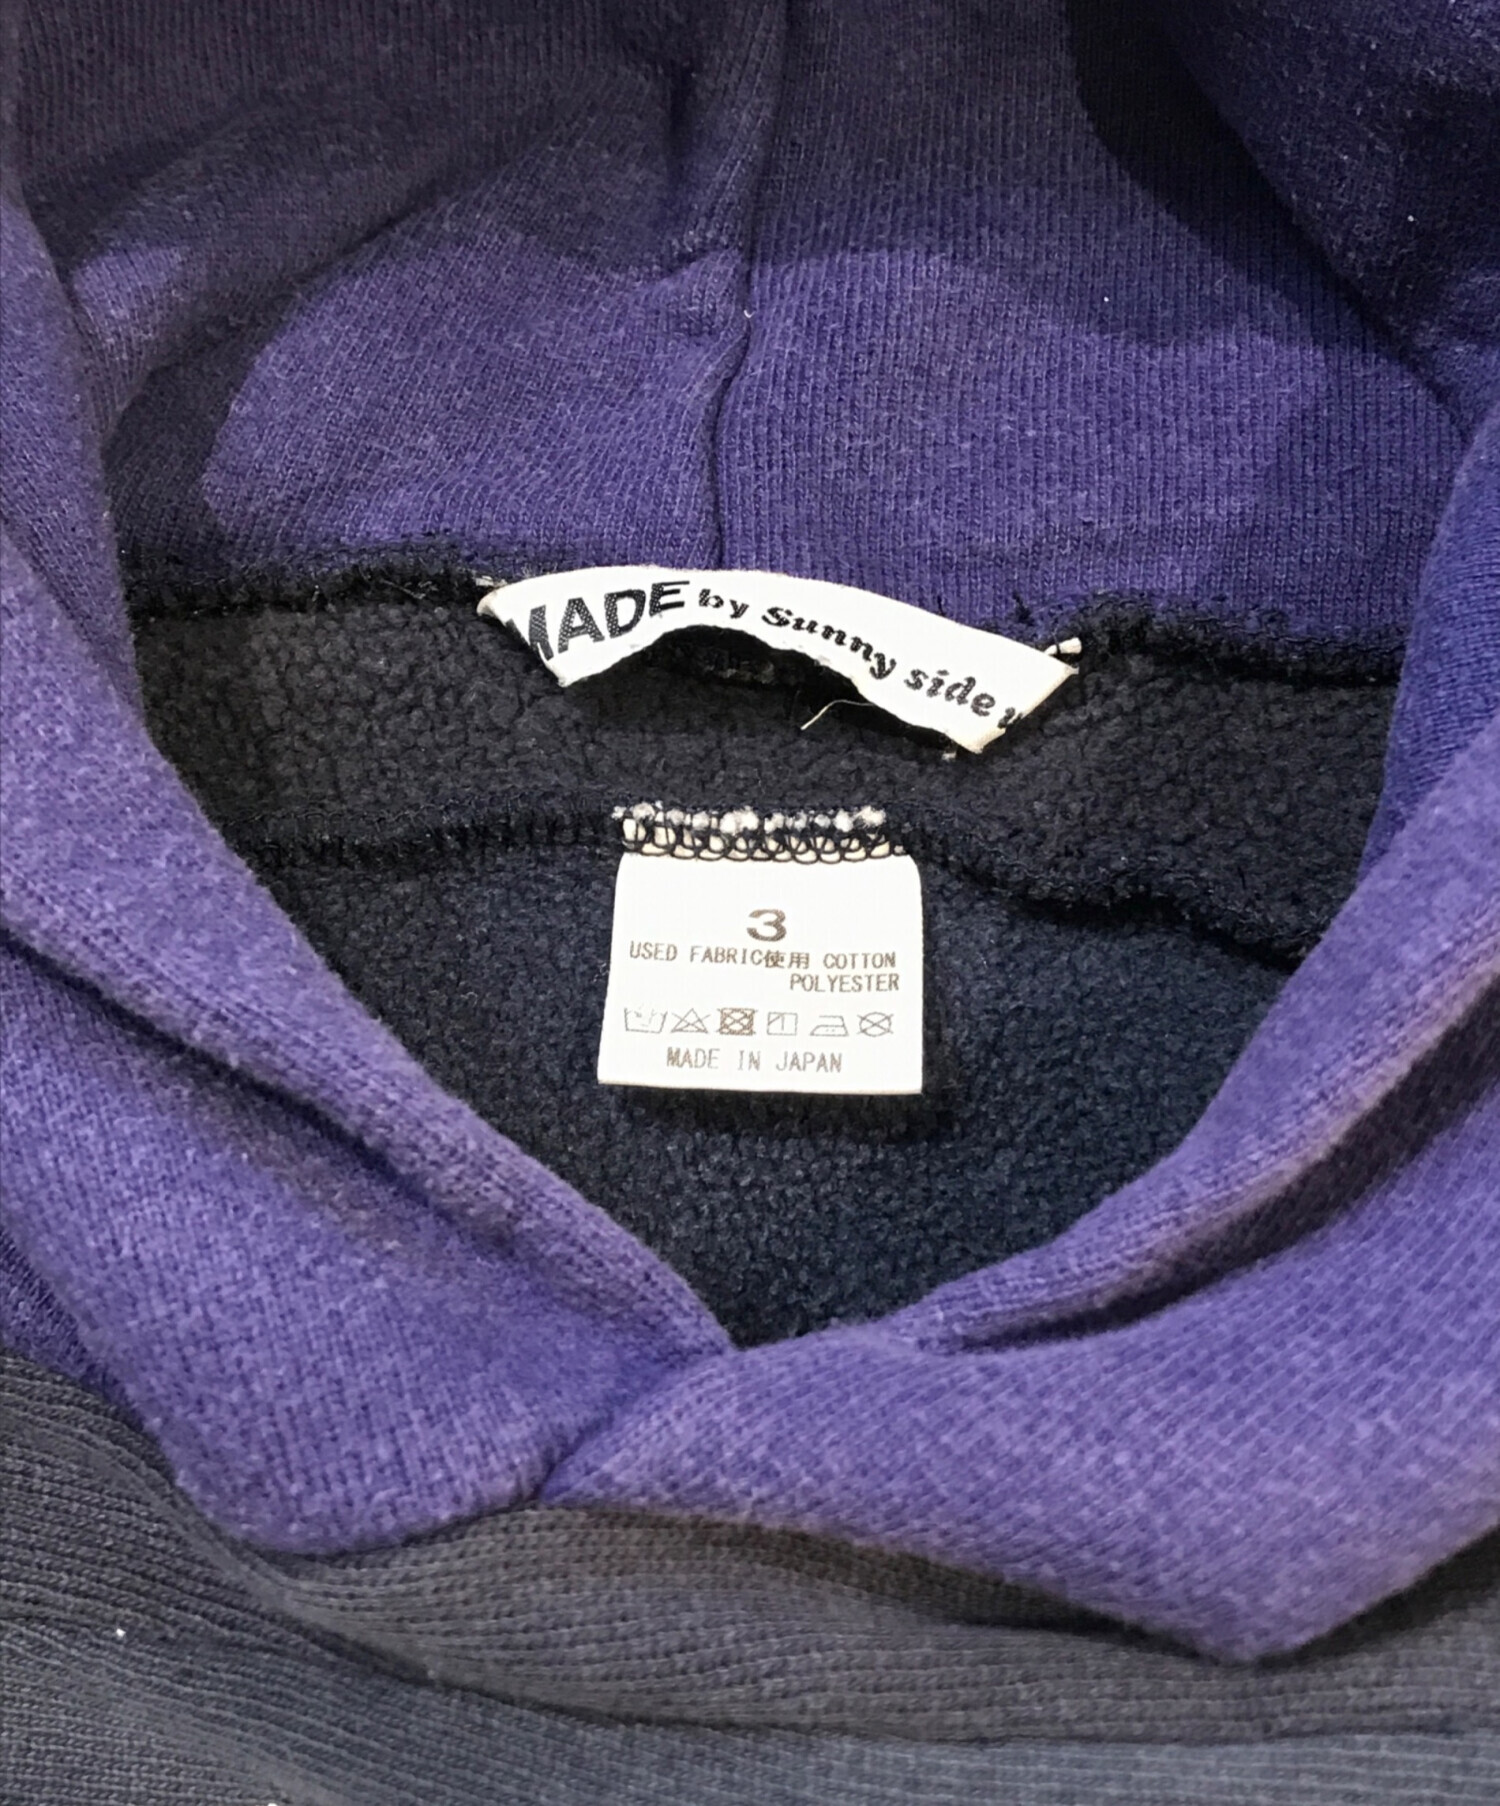 MADE by Sunny side
3
USED FABRIC使用 COTTON
POLYESTER
MADE IN JAPAN